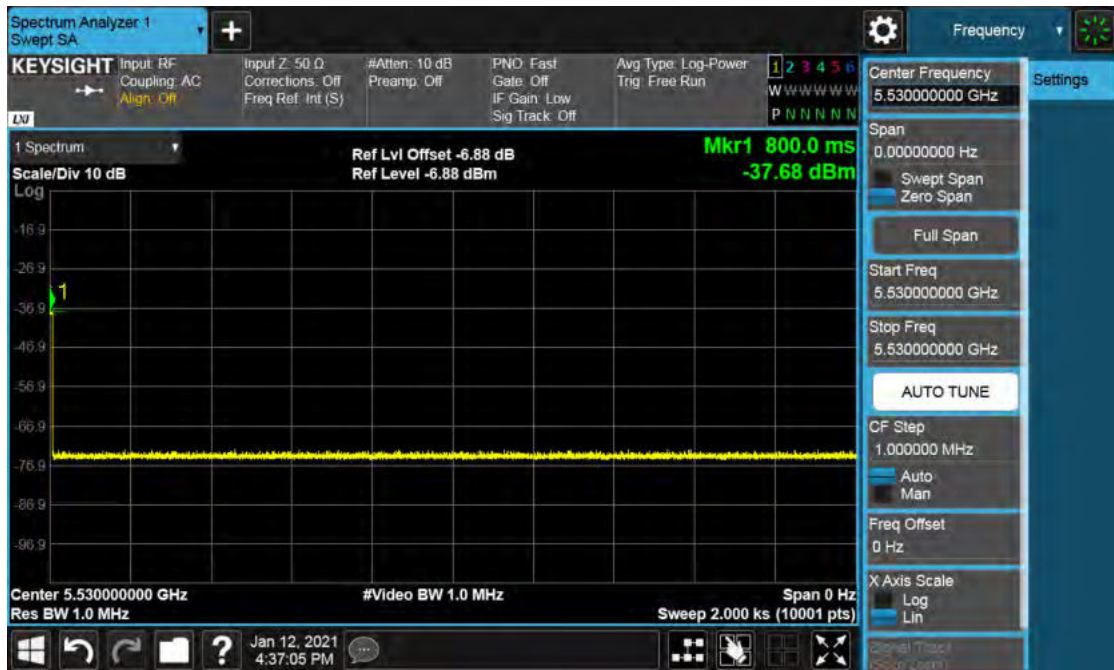 Spectrum Analyzer 1
Swept SA
+
Frequency
KEYSIGHT
LXI
Input: RF
Coupling: AC
Align: Off
Input Z: 50 Ω
Corrections: Off
Freq Ref: Int (S)
#Atten: 10 dB
Preamp: Off
PNO: Fast
Gate: Off
IF Gain: Low
Sig Track: Off
Avg Type: Log-Power
Trig: Free Run
1 2 3 4 5 6
W W W W W W
P N N N N N
1 Spectrum
Scale/Div 10 dB
Log
Ref Lvl Offset -6.88 dB
Ref Level -6.88 dBm
Mkr1 800.0 ms
-37.68 dBm
-16.9
-26.9
1
-36.9
-46.9
-56.9
-66.9
-76.9
-86.9
-96.9
Center 5.530000000 GHz
#Video BW 1.0 MHz
Span 0 Hz
Res BW 1.0 MHz
Sweep 2.000 ks (10001 pts)
?
Jan 12, 2021
4:37:05 PM
Center Frequency
5.530000000 GHz
Settings
Span
0.00000000 Hz
Swept Span
Zero Span
Full Span
Start Freq
5.530000000 GHz
Stop Freq
5.530000000 GHz
AUTO TUNE
CF Step
1.000000 MHz
Auto
Man
Freq Offset
0 Hz
X Axis Scale
Log
Lin
Signal Track
(Span Zoom)